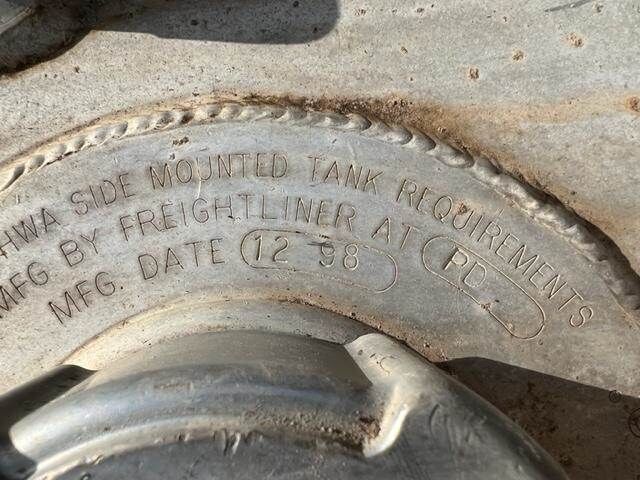 HWA SIDE MOUNTED TANK REQUIREMENTS
MFG BY FREIGHTLINER AT PD
MFG. DATE 12 98